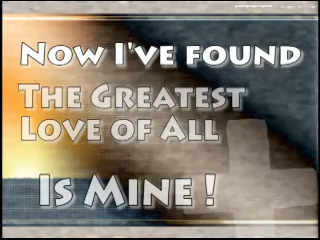 Now I've found
The Greatest
Love of All
Is Mine !